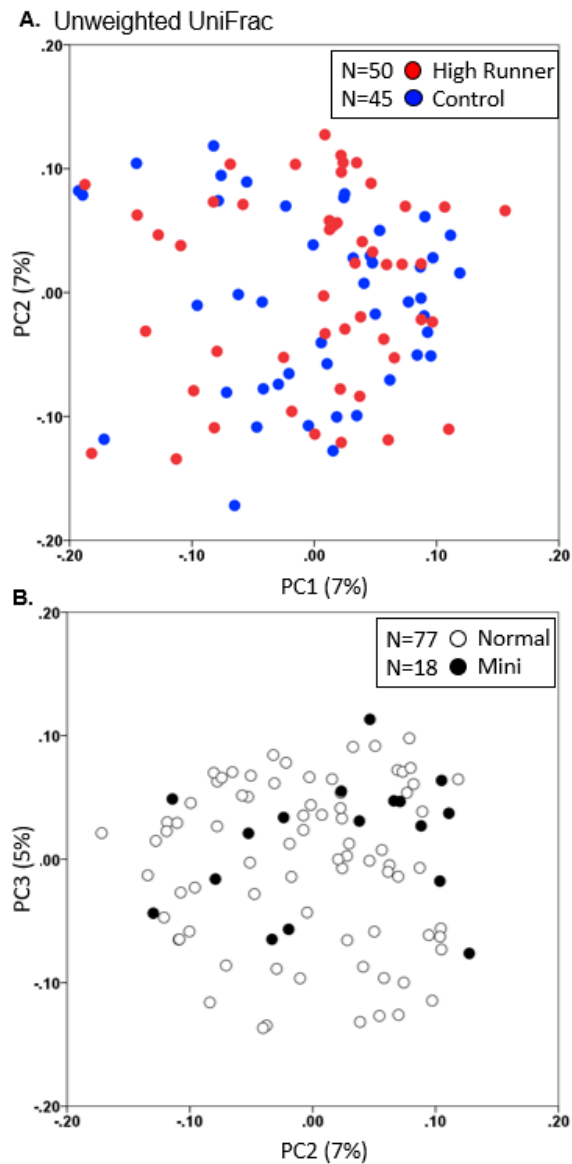 A. Unweighted UniFrac
.20
N=50 High Runner
N=45 Control
.10
PC2 (7%)
.00
-.10
-.20
-.20 -.10 .00 .10 0.20
PC1 (7%)
B.
.20
N=77 Normal
N=18 Mini
.10
PC3 (5%)
.00
-.10
-.20
-.20 -.10 .00 .10 .20
PC2 (7%)